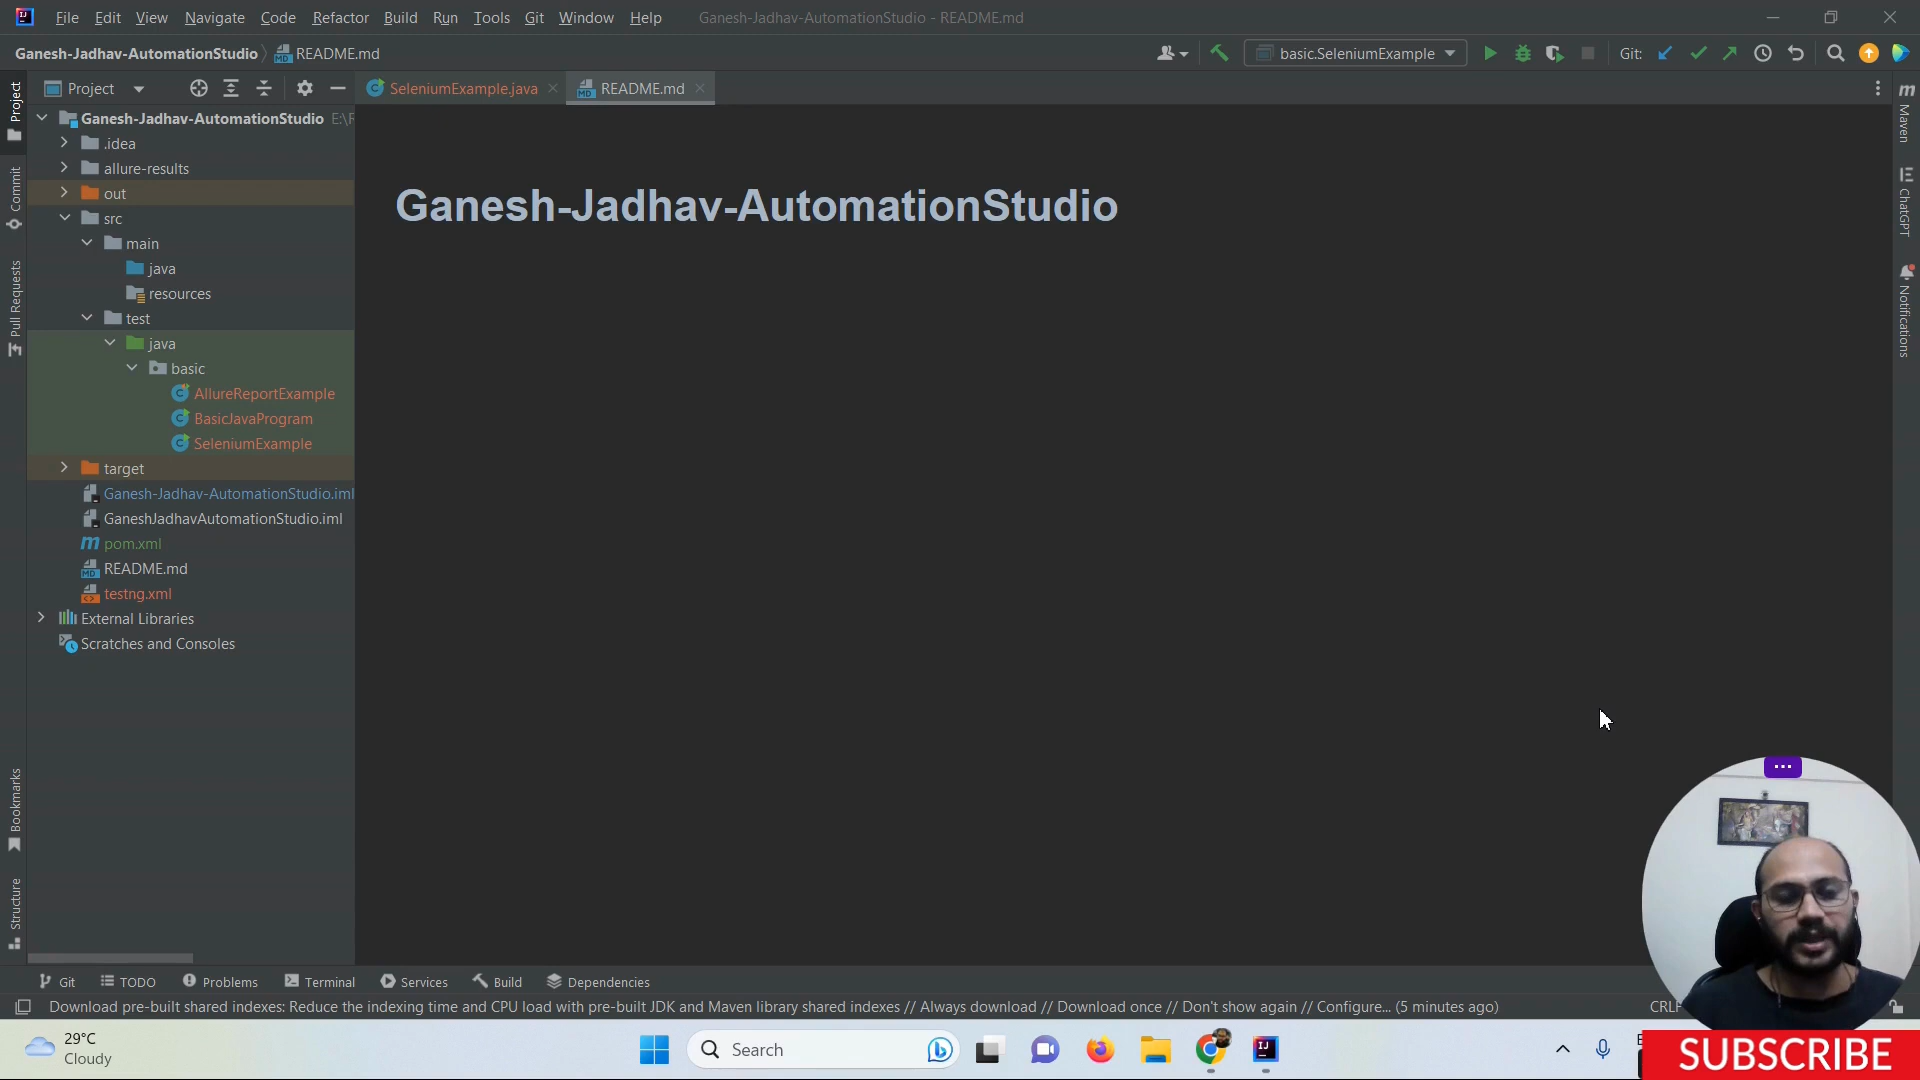 File Edit View Navigate Code Refactor Build Run Tools Git Window Help Ganesh-Jadhav-AutomationStudio - README.md
Ganesh-Jadhav-AutomationStudio README.md basic.SeleniumExample Git:
Project SeleniumExample.java README.md
Ganesh-Jadhav-AutomationStudio E:\
.idea
allure-results
out
src
main
java
resources
test
java
basic
AllureReportExample
BasicJavaProgram
SeleniumExample
target
Ganesh-Jadhav-AutomationStudio.iml
GaneshJadhavAutomationStudio.iml
pom.xml
README.md
testng.xml
External Libraries
Scratches and Consoles
Ganesh-Jadhav-AutomationStudio
Project
Commit
Pull Requests
Bookmarks
Structure
Maven
ChatGPT
Notifications
Git TODO Problems Terminal Services Build Dependencies
Download pre-built shared indexes: Reduce the indexing time and CPU load with pre-built JDK and Maven library shared indexes // Always download // Download once // Don't show again // Configure... (5 minutes ago) CRLF
29°C
Cloudy
Search
SUBSCRIBE